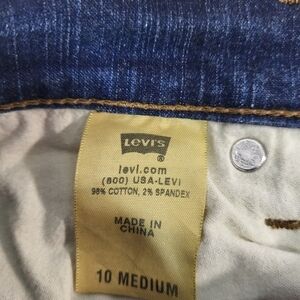 LEVI'S
®
levi.com
(800) USA-LEVI
98% COTTON, 2% SPANDEX
MADE IN
CHINA
10 MEDIUM